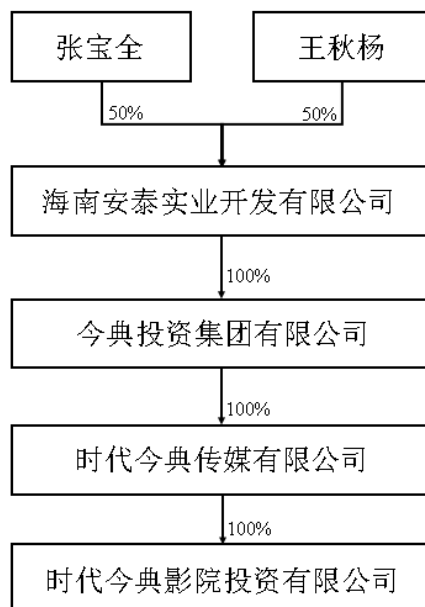 张宝全
王秋杨
50%
50%
海南安泰实业开发有限公司
100%
今典投资集团有限公司
100%
时代今典传媒有限公司
100%
时代今典影院投资有限公司